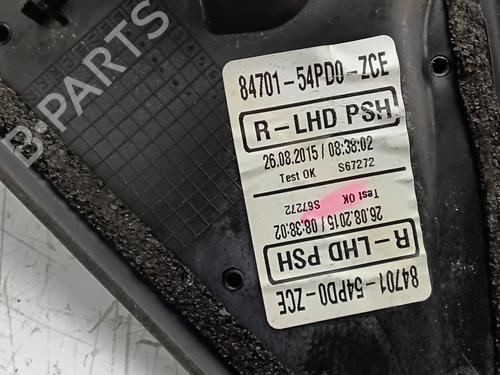 84701-54PD0-ZCE
R-LHD PSH
26.08.2015 / 08:38:02
Test OK S67272
Test OK S67272
26.08.2015 / 08:38:02
R-LHD PSH
84701-54PD0-ZCE
B-PARTS